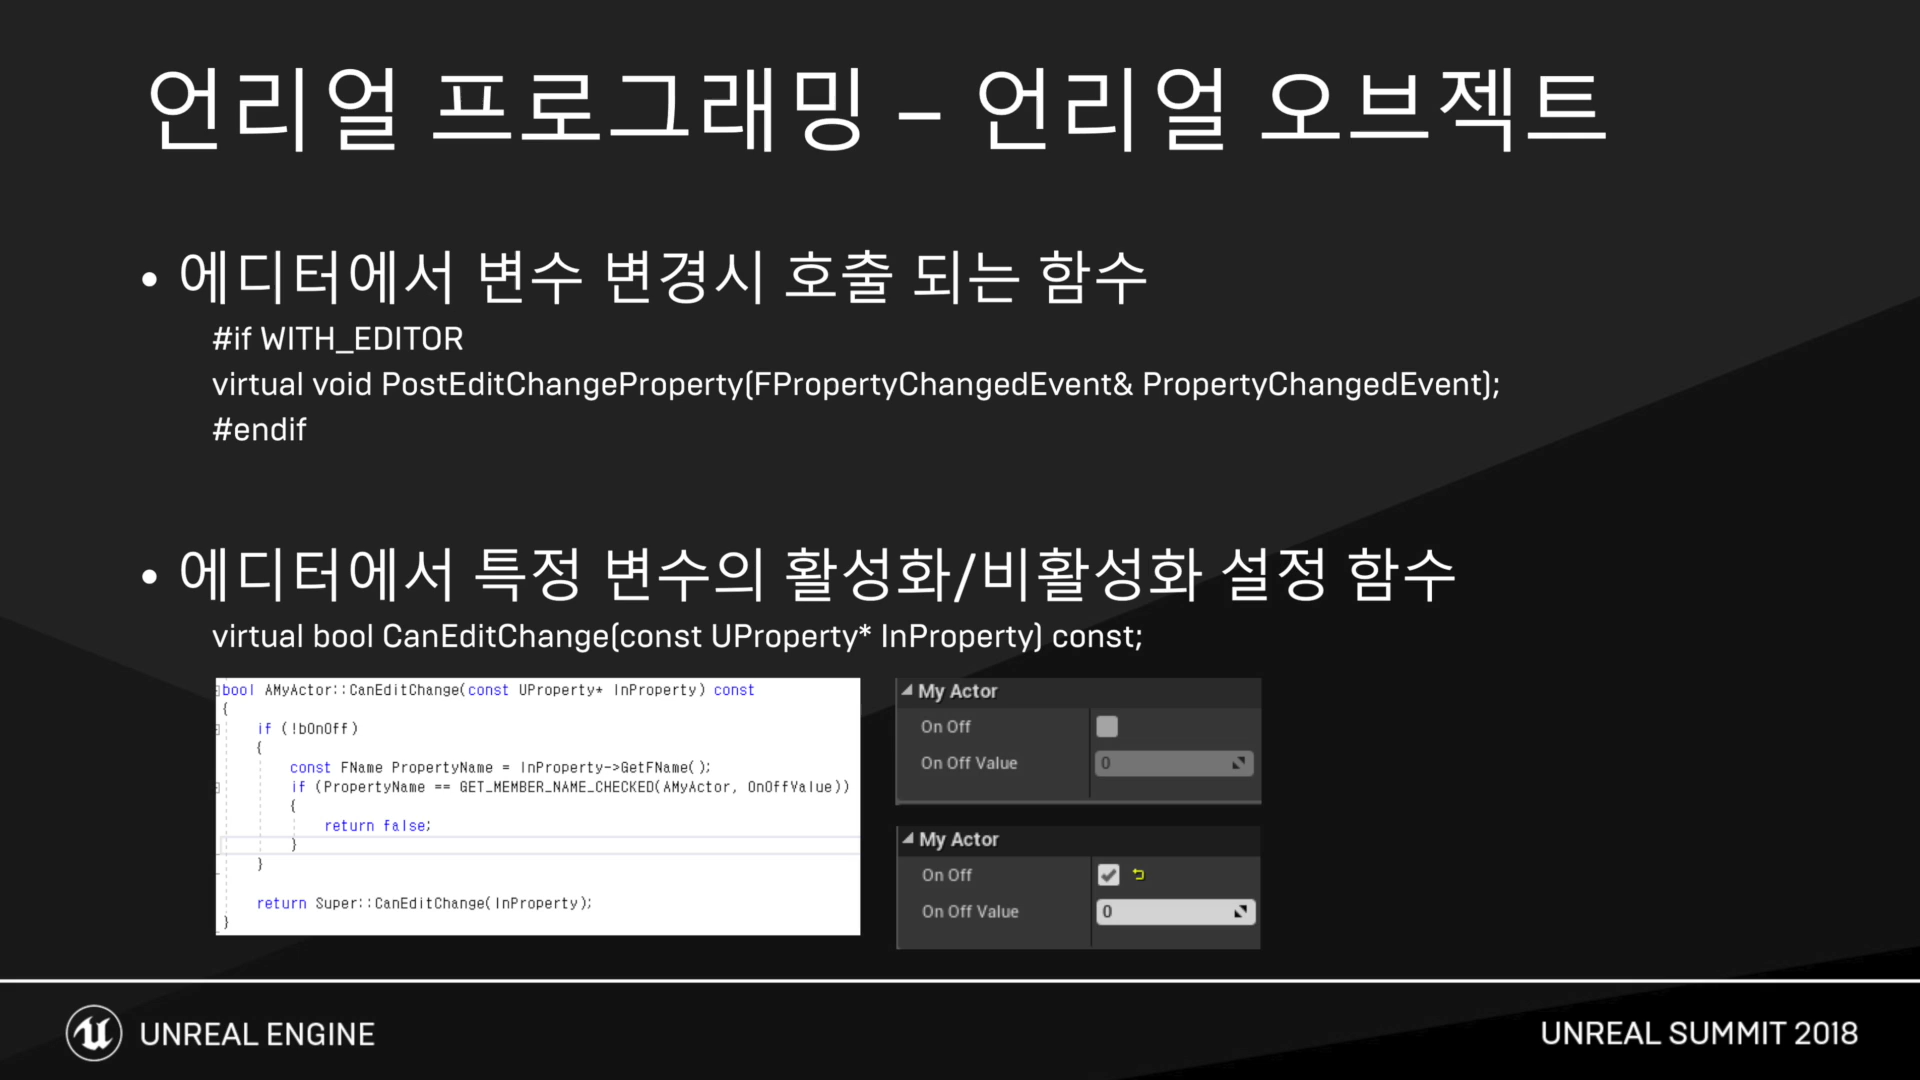 언리얼 프로그래밍 – 언리얼 오브젝트
• 에디터에서 변수 변경시 호출 되는 함수
#if WITH_EDITOR
virtual void PostEditChangeProperty(FPropertyChangedEvent& PropertyChangedEvent);
#endif
• 에디터에서 특정 변수의 활성화/비활성화 설정 함수
virtual bool CanEditChange(const UProperty* InProperty) const;
bool AMyActor::CanEditChange(const UProperty* InProperty) const
{
if (!bOnOff)
{
const FName PropertyName = InProperty->GetFName();
if (PropertyName == GET_MEMBER_NAME_CHECKED(AMyActor, OnOffValue))
{
return false;
}
}
return Super::CanEditChange(InProperty);
}
My Actor
On Off
On Off Value 0
My Actor
On Off
On Off Value 0
UNREAL ENGINE
UNREAL SUMMIT 2018